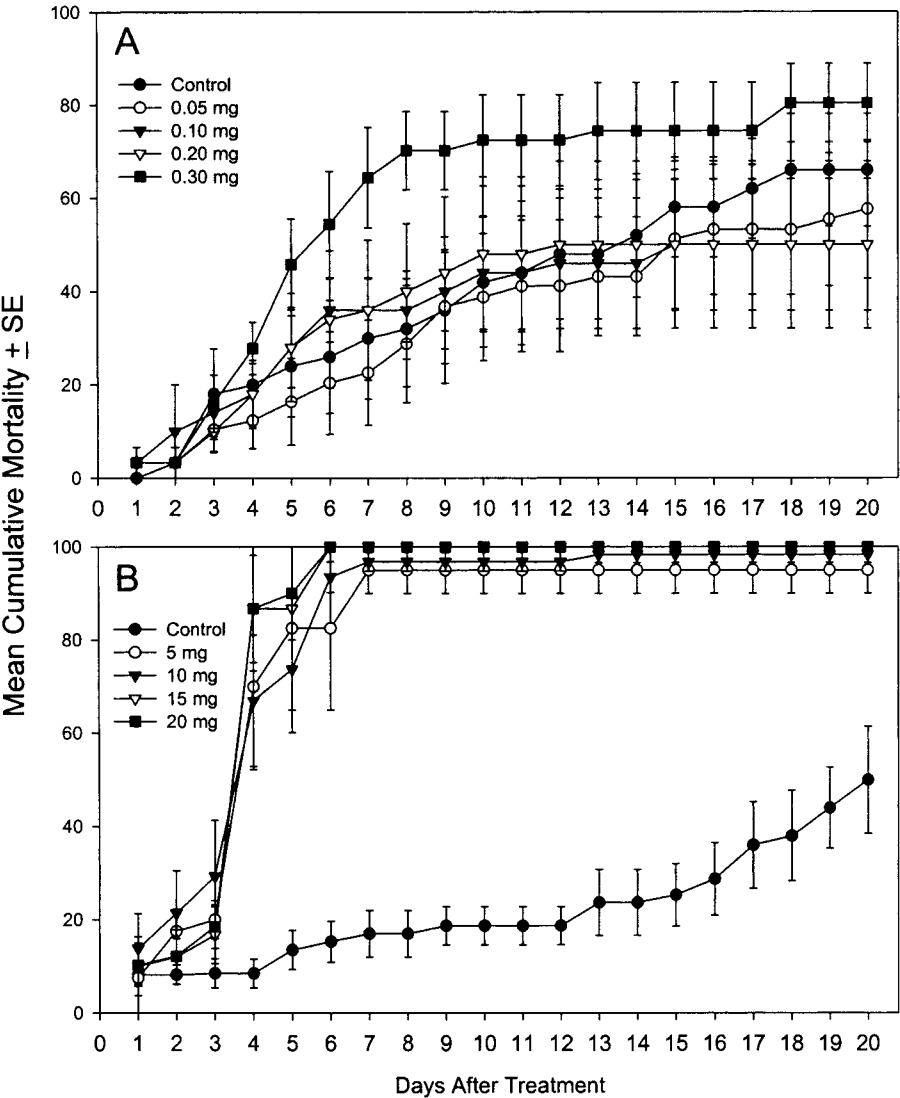 Mean Cumulative Mortality ± SE
A
Control
0.05 mg
0.10 mg
0.20 mg
0.30 mg
100
80
60
40
20
0
0 1 2 3 4 5 6 7 8 9 10 11 12 13 14 15 16 17 18 19 20
B
Control
5 mg
10 mg
15 mg
20 mg
100
80
60
40
20
0
0 1 2 3 4 5 6 7 8 9 10 11 12 13 14 15 16 17 18 19 20
Days After Treatment